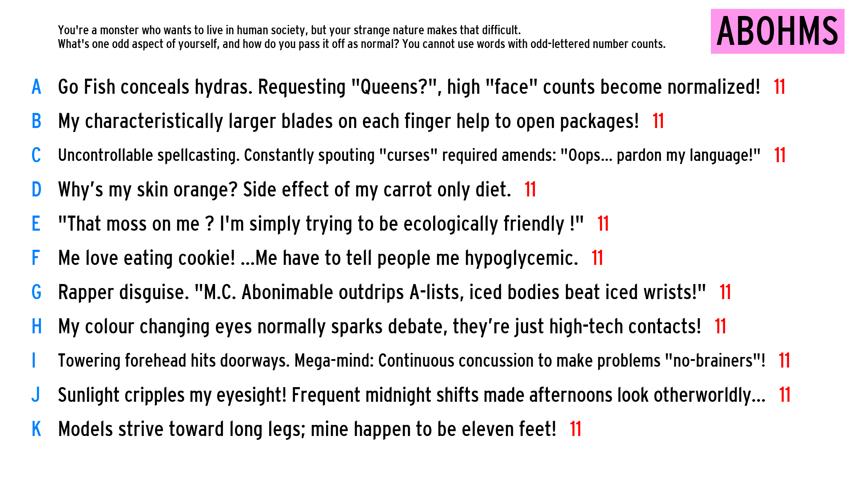 You're a monster who wants to live in human society, but your strange nature makes that difficult.
What's one odd aspect of yourself, and how do you pass it off as normal? You cannot use words with odd-lettered number counts.
ABOHMS
A Go Fish conceals hydras. Requesting "Queens?", high "face" counts become normalized! 11
B My characteristically larger blades on each finger help to open packages! 11
C Uncontrollable spellcasting. Constantly spouting "curses" required amends: "Oops... pardon my language!" 11
D Why's my skin orange? Side effect of my carrot only diet. 11
E "That moss on me ? I'm simply trying to be ecologically friendly !" 11
F Me love eating cookie! ...Me have to tell people me hypoglycemic. 11
G Rapper disguise. "M.C. Abonimable outdrips A-lists, iced bodies beat iced wrists!" 11
H My colour changing eyes normally sparks debate, they're just high-tech contacts! 11
I Towering forehead hits doorways. Mega-mind: Continuous concussion to make problems "no-brainers"! 11
J Sunlight cripples my eyesight! Frequent midnight shifts made afternoons look otherworldly... 11
K Models strive toward long legs; mine happen to be eleven feet! 11